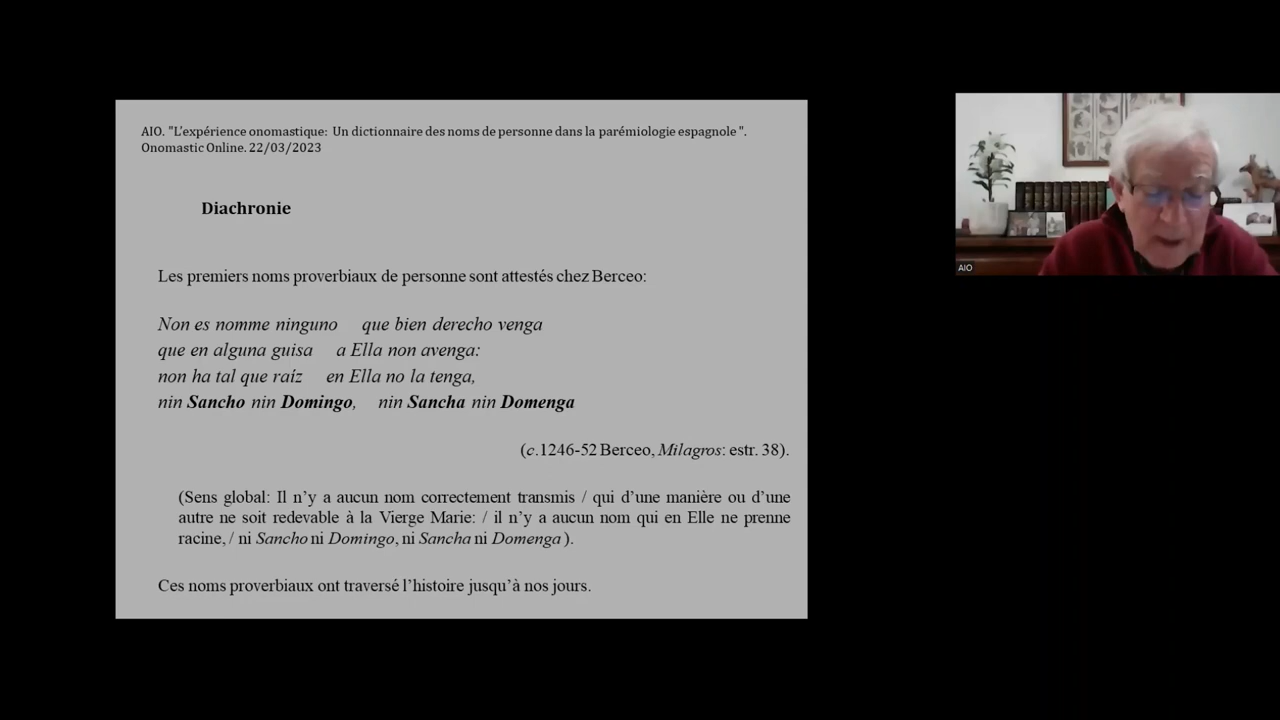 AIO. "L'expérience onomastique: Un dictionnaire des noms de personne dans la parémiologie espagnole ".
Onomastic Online. 22/03/2023
Diachronie
Les premiers noms proverbiaux de personne sont attestés chez Berceo:
Non es nomme ninguno que bien derecho venga
que en alguna guisa a Ella non avenga:
non ha tal que raíz en Ella no la tenga,
nin Sancho nin Domingo, nin Sancha nin Domenga
(c.1246-52 Berceo, Milagros: estr. 38).
(Sens global: Il n'y a aucun nom correctement transmis / qui d'une manière ou d'une
autre ne soit redevable à la Vierge Marie: / il n'y a aucun nom qui en Elle ne prenne
racine, / ni Sancho ni Domingo, ni Sancha ni Domenga ).
Ces noms proverbiaux ont traversé l'histoire jusqu'à nos jours.
AIO